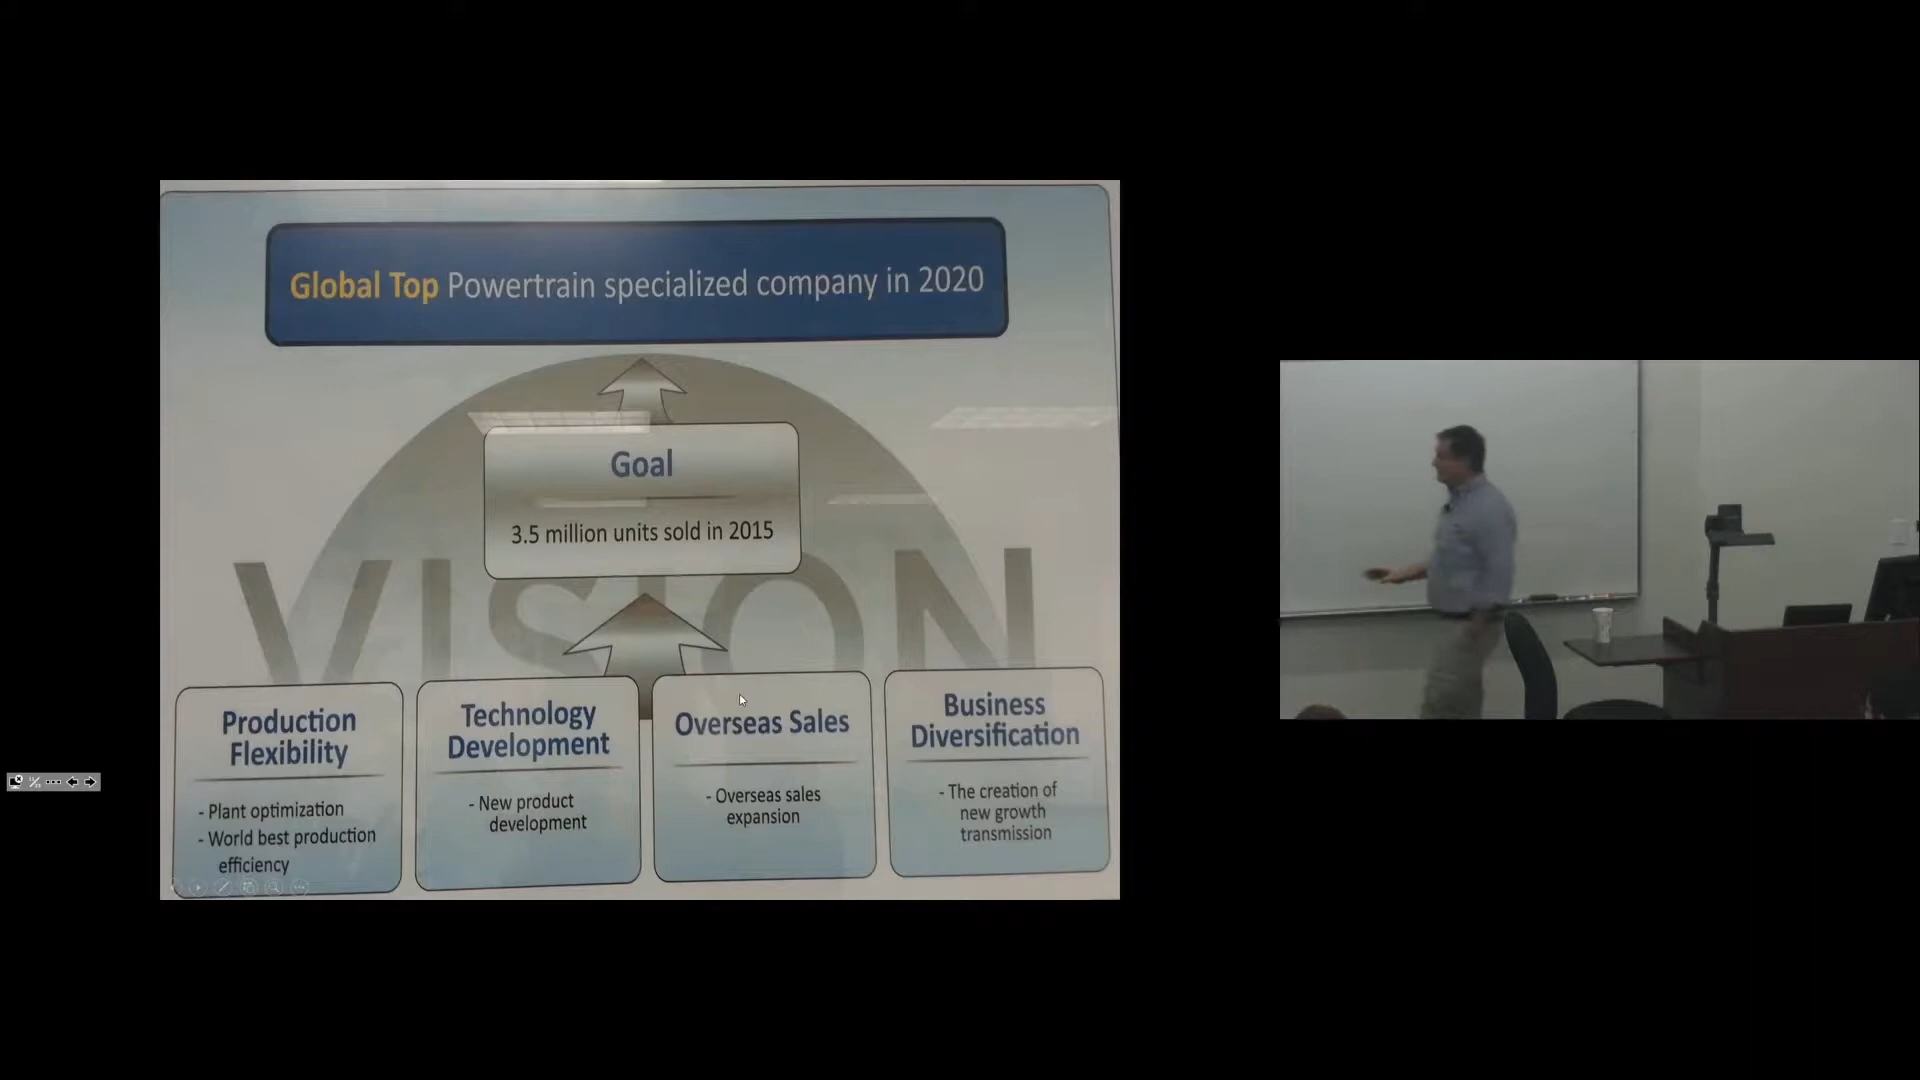 Global Top Powertrain specialized company in 2020
Goal
3.5 million units sold in 2015
VISION
Production
Flexibility
- Plant optimization
- World best production
efficiency
Technology
Development
- New product
development
Overseas Sales
- Overseas sales
expansion
Business
Diversification
- The creation of
new growth
transmission